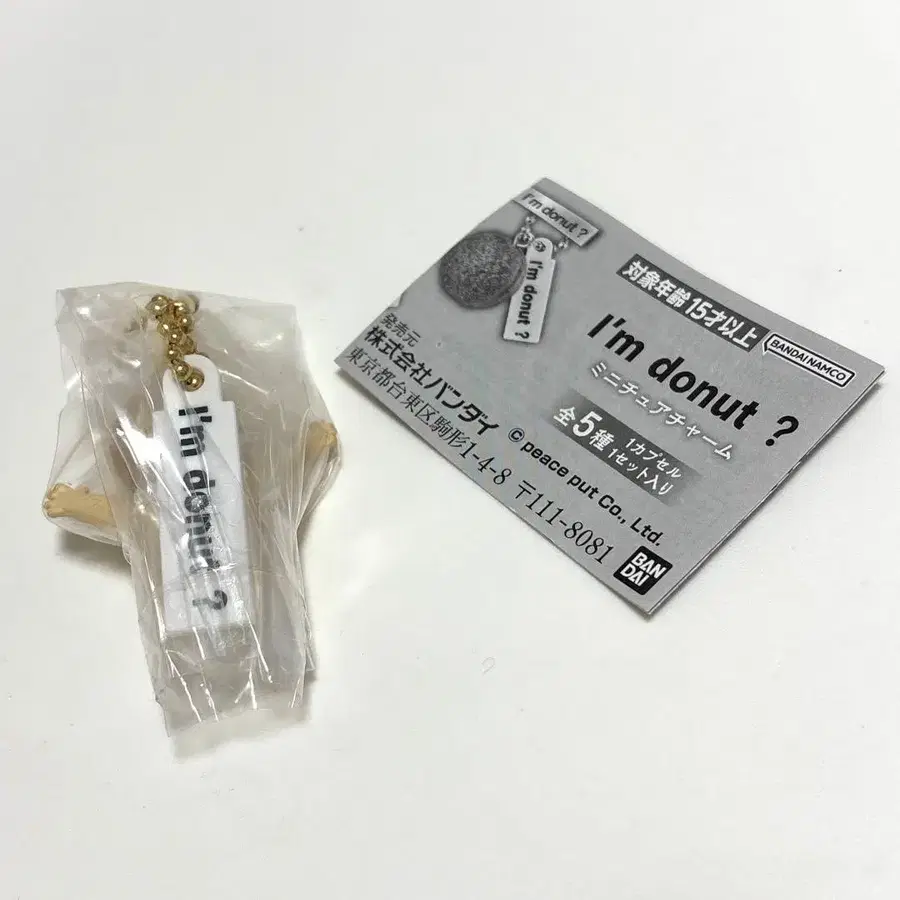 I'm donut ?
I'm donut ?
I'm donut ?
対象年齢15才以上
BANDAI NAMCO
I'm donut ?
ミニチュアチャーム
全5種
1カプセル
1セット入り
© peace put Co., Ltd.
発売元
株式会社バンダイ
東京都台東区駒形1-4-8 〒111-8081
BAN
DAI